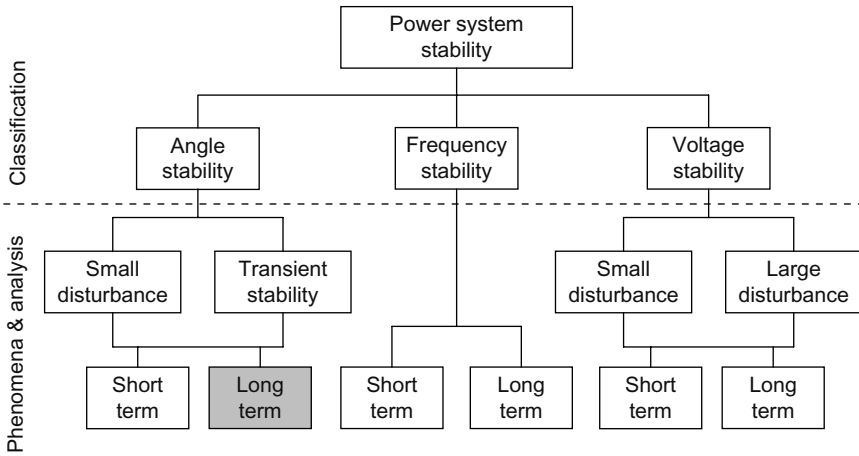 Power system
stability
Classification
Angle
stability
Frequency
stability
Voltage
stability
Phenomena & analysis
Small
disturbance
Transient
stability
Small
disturbance
Large
disturbance
Short
term
Long
term
Short
term
Long
term
Short
term
Long
term